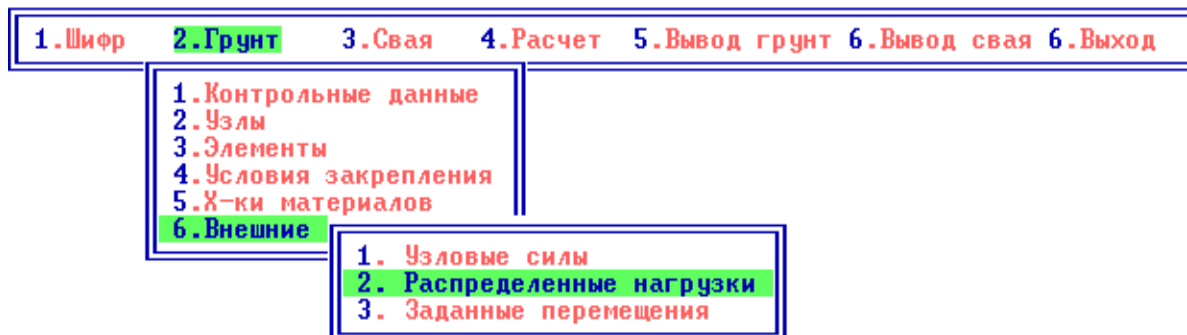 1.Шифр 2.Грунт 3.Свая 4.Расчет 5.Вывод грунт 6.Вывод свая 6.Выход
1.Контрольные данные
2.Узлы
3.Элементы
4.Условия закрепления
5.Х-ки материалов
6.Внешние
1. Узловые силы
2. Распределенные нагрузки
3. Заданные перемещения